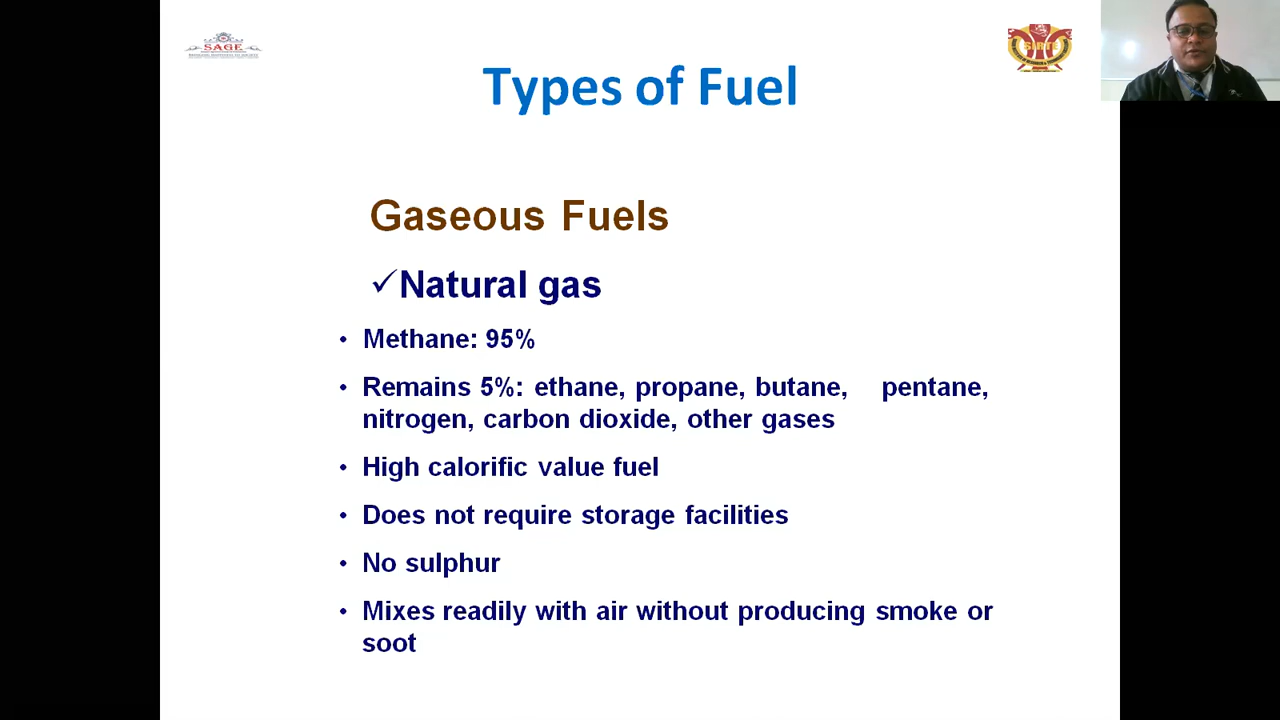 SAGE
SIRTE
Types of Fuel
Gaseous Fuels
✓Natural gas
• Methane: 95%
• Remains 5%: ethane, propane, butane, pentane,
nitrogen, carbon dioxide, other gases
• High calorific value fuel
• Does not require storage facilities
• No sulphur
• Mixes readily with air without producing smoke or
soot